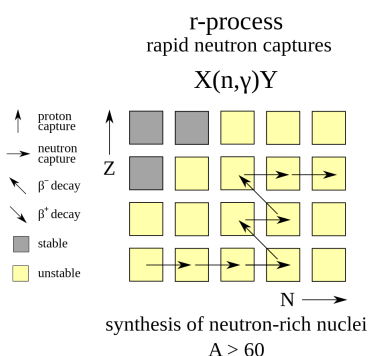 r-process
rapid neutron captures
X(n,γ)Y
proton
capture
neutron
capture
β⁻ decay
β⁺ decay
stable
unstable
Z
N
synthesis of neutron-rich nuclei
A > 60